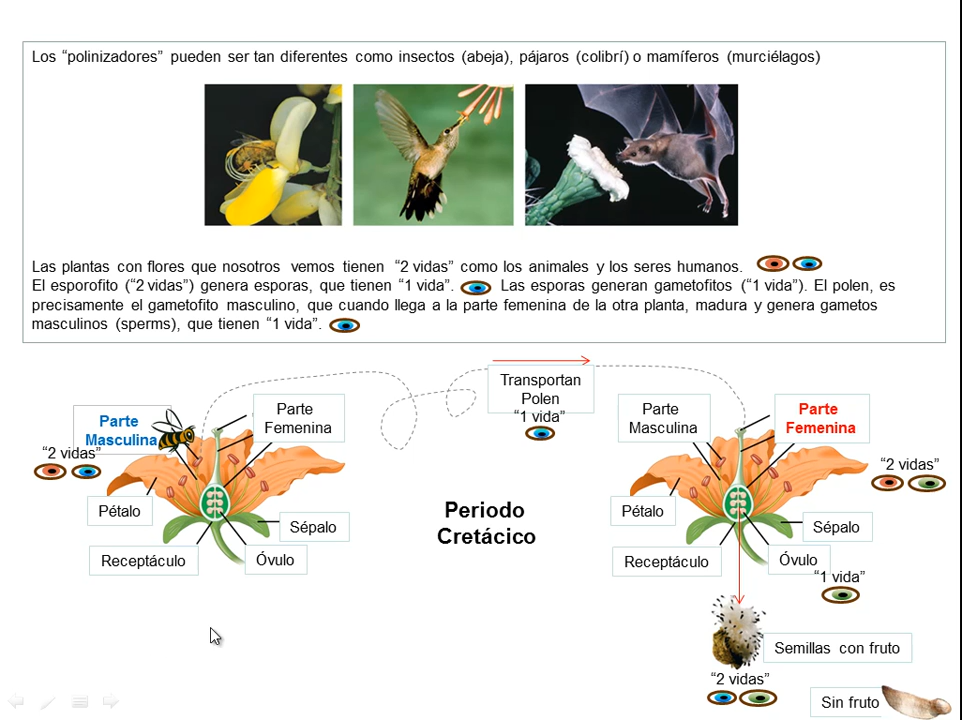 Los “polinizadores” pueden ser tan diferentes como insectos (abeja), pájaros (colibrí) o mamíferos (murciélagos)
Las plantas con flores que nosotros vemos tienen “2 vidas” como los animales y los seres humanos.
El esporofito (“2 vidas”) genera esporas, que tienen “1 vida”. Las esporas generan gametofitos (“1 vida”). El polen, es
precisamente el gametofito masculino, que cuando llega a la parte femenina de la otra planta, madura y genera gametos
masculinos (sperms), que tienen “1 vida”.
Transportan
Polen
“1 vida”
Parte
Masculina
Parte
Femenina
“2 vidas”
Pétalo
Sépalo
Receptáculo
Óvulo
Periodo
Cretácico
Parte
Masculina
Parte
Femenina
“2 vidas”
Pétalo
Sépalo
Receptáculo
Óvulo
“1 vida”
Semillas con fruto
“2 vidas”
Sin fruto